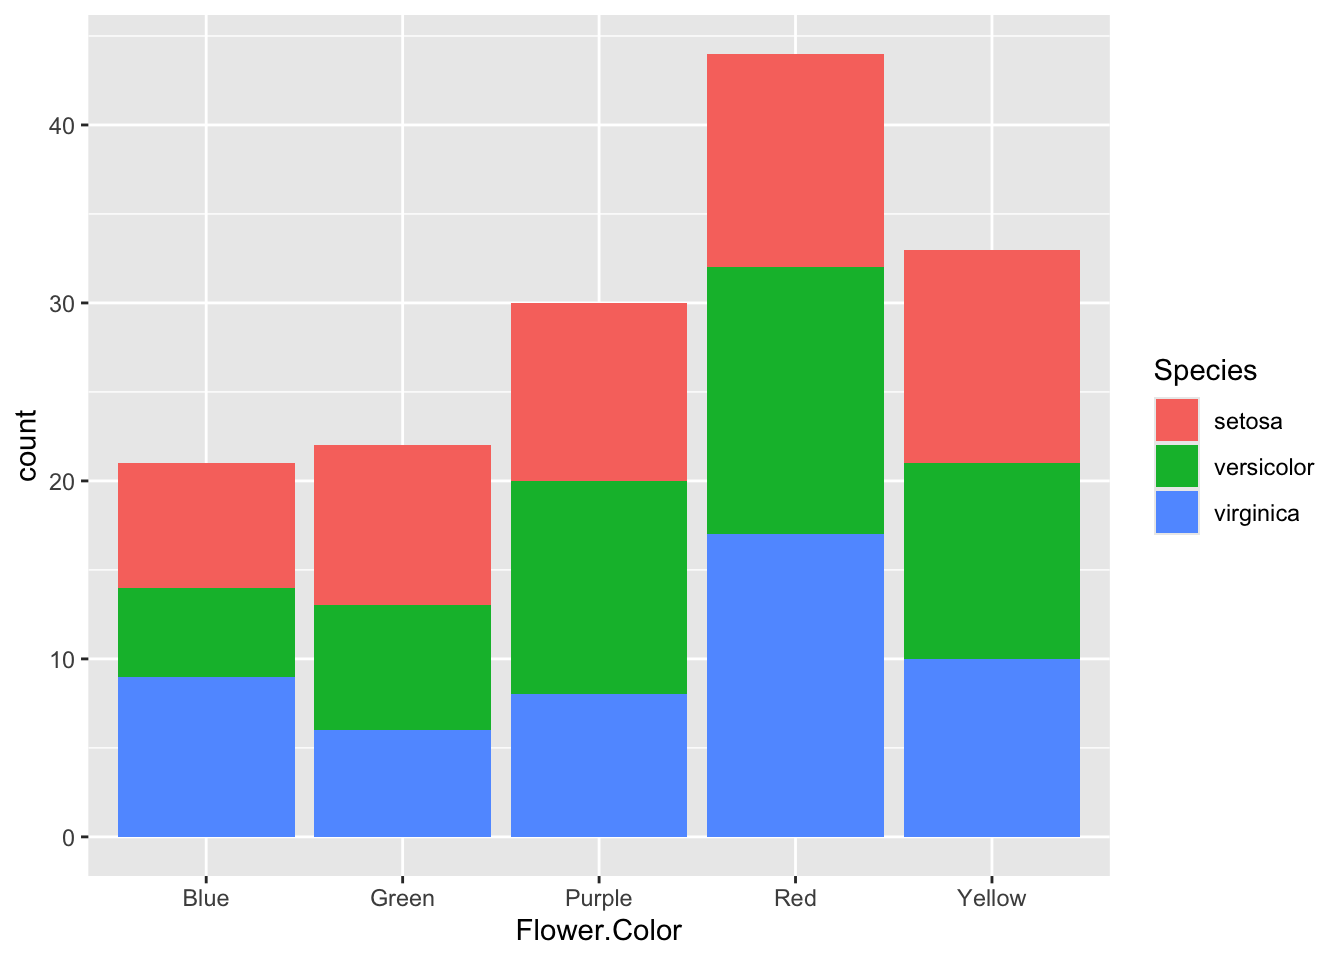 count
40
30
20
10
0
Blue Green Purple Red Yellow
Flower.Color
Species
setosa
versicolor
virginica